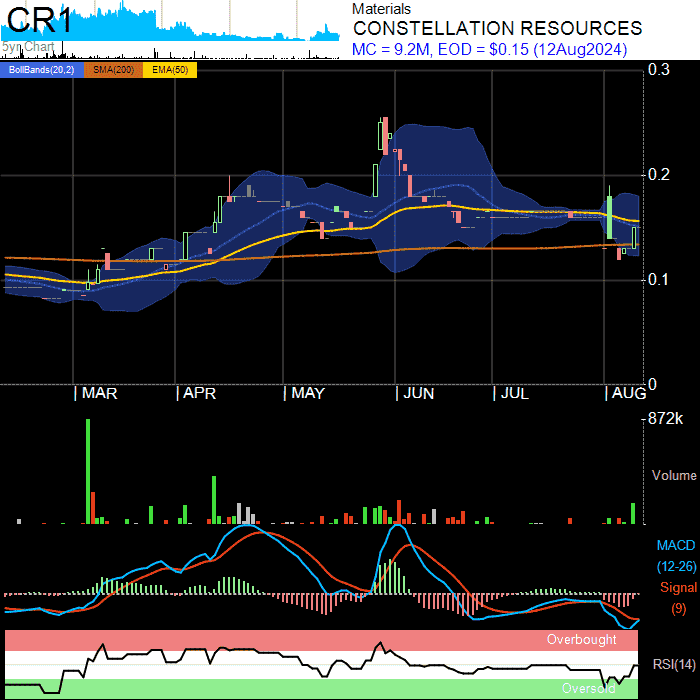 CR1
5yr Chart
Materials
CONSTELLATION RESOURCES
MC = 9.2M, EOD = $0.15 (12Aug2024)
BollBands(20,2) SMA(200) EMA(50)
0.3
0.2
0.1
0
| MAR | APR | MAY | JUN | JUL | AUG
872k
Volume
MACD
(12-26)
Signal
(9)
Overbought
RSI(14)
Oversold